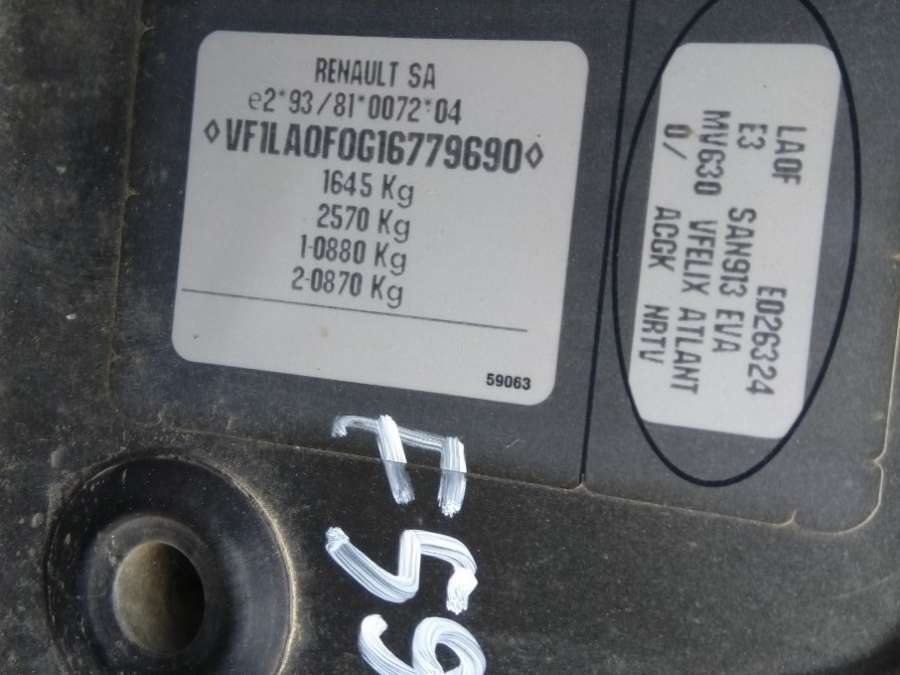 RENAULT SA
e2*93/81*0072*04
◊VF1LA0F0G16779690◊
1645 Kg
2570 Kg
1-0880 Kg
2-0870 Kg
59063
LA0F E026324
E3 SAN913 EVA
MV630 VFELIX ATLANT
0/ ACGK NRTV
F59